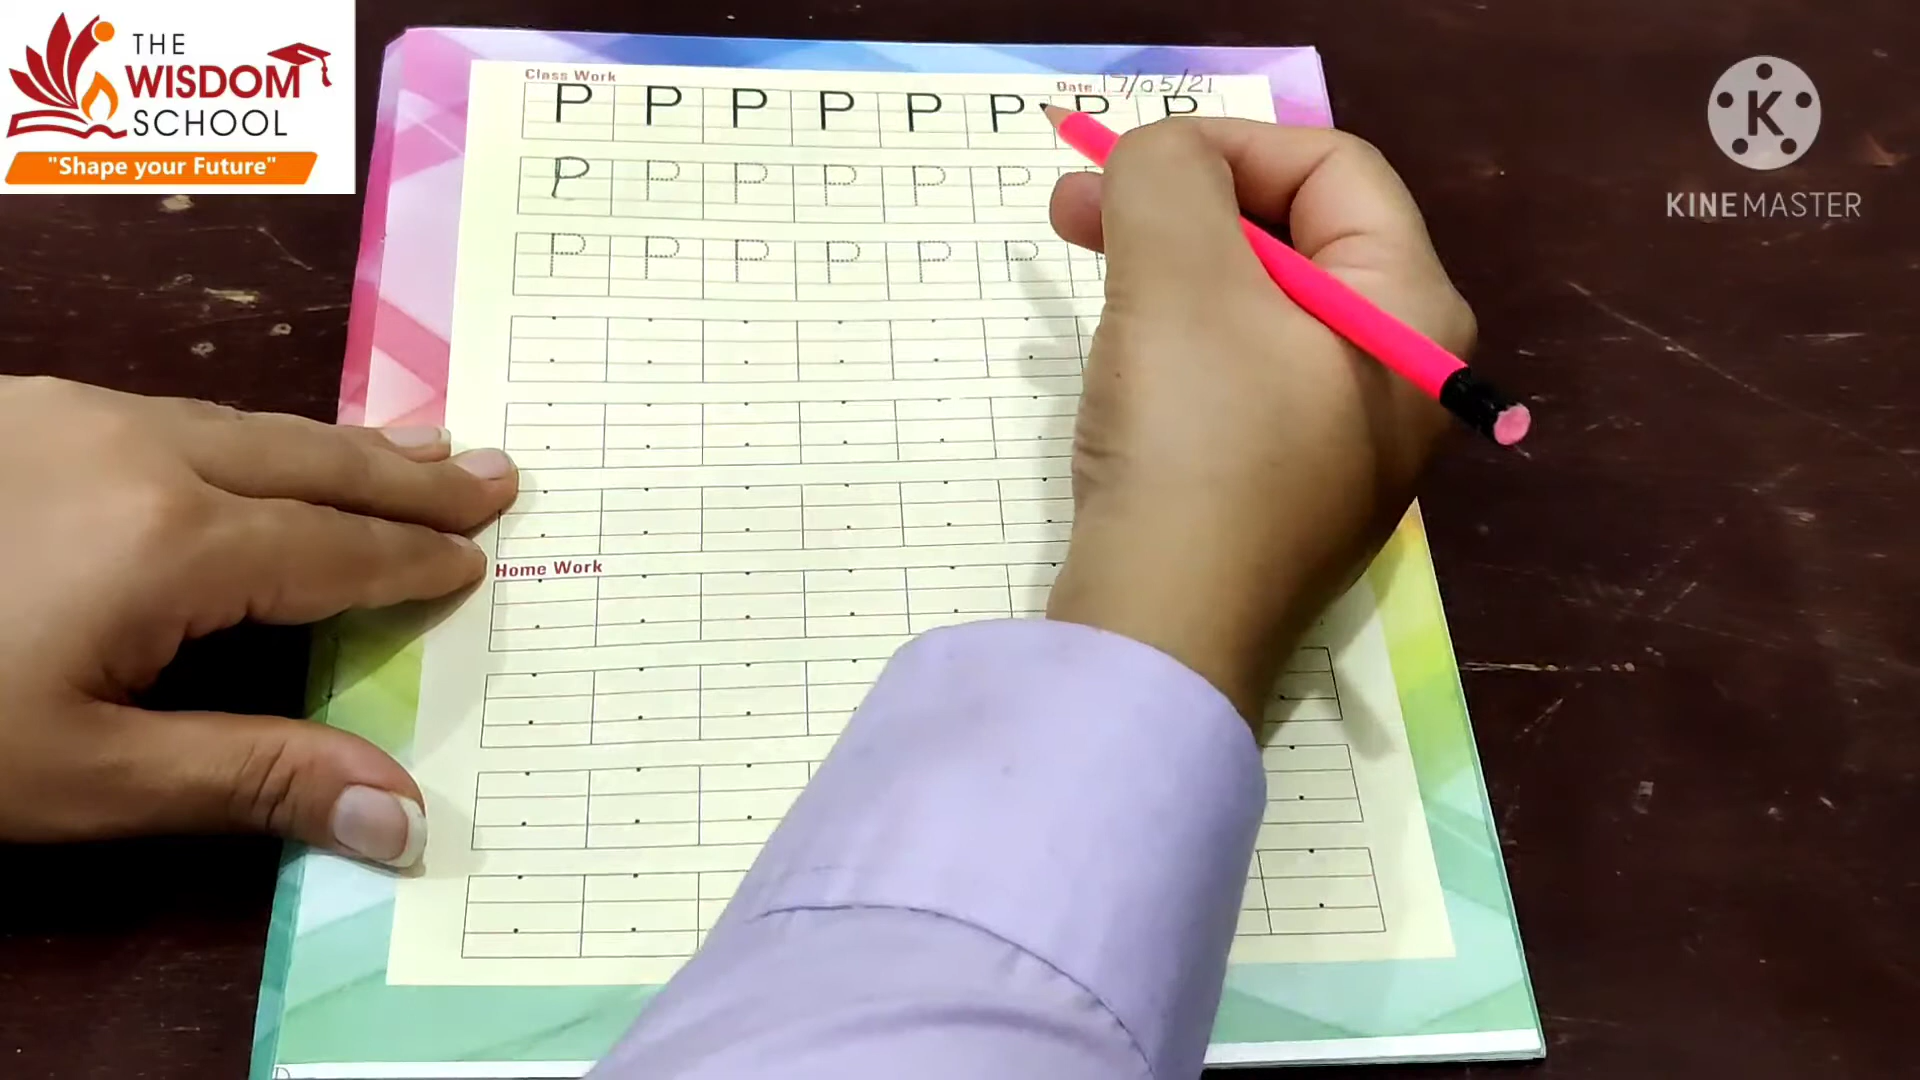 THE
WISDOM
SCHOOL
"Shape your Future"
K
KINEMASTER
Class Work
Date 17/05/21
P P P P P P P P
P P P P P P
P P P P P P
Home Work